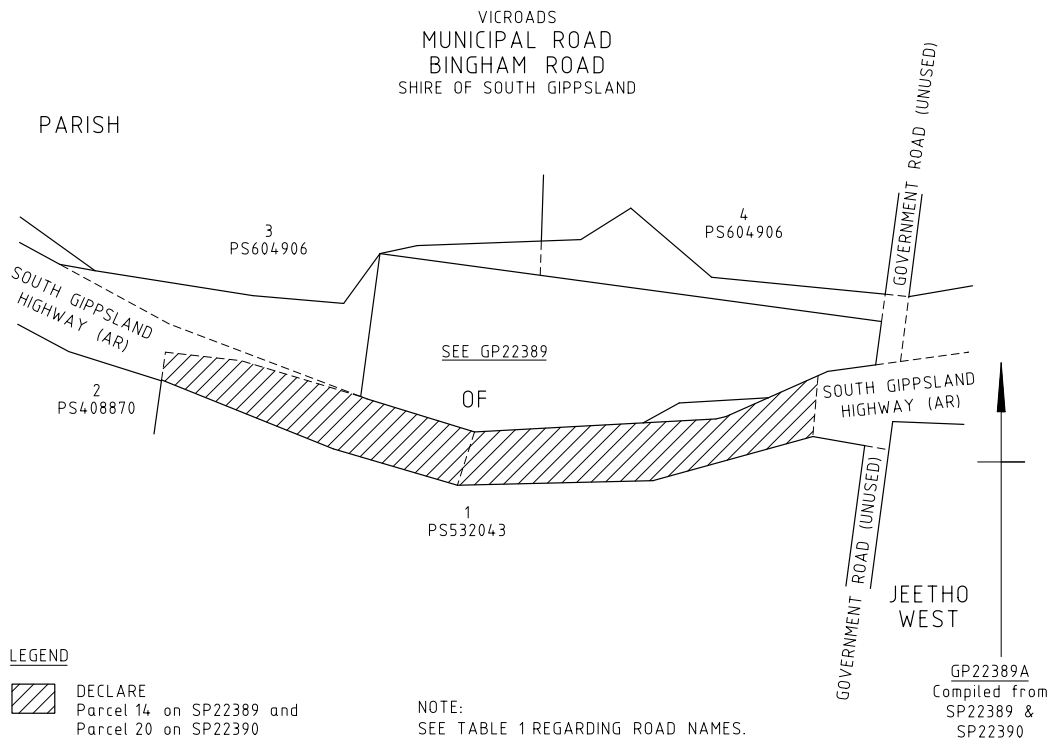 VICROADS
MUNICIPAL ROAD
BINGHAM ROAD
SHIRE OF SOUTH GIPPSLAND
PARISH
GOVERNMENT ROAD (UNUSED)
3
PS604906
4
PS604906
SOUTH GIPPSLAND
HIGHWAY (AR)
SEE GP22389
2
PS408870
OF
SOUTH GIPPSLAND
HIGHWAY (AR)
1
PS532043
GOVERNMENT ROAD (UNUSED)
JEETHO
WEST
LEGEND
DECLARE
Parcel 14 on SP22389 and
Parcel 20 on SP22390
NOTE:
SEE TABLE 1 REGARDING ROAD NAMES.
GP22389A
Compiled from
SP22389 &
SP22390